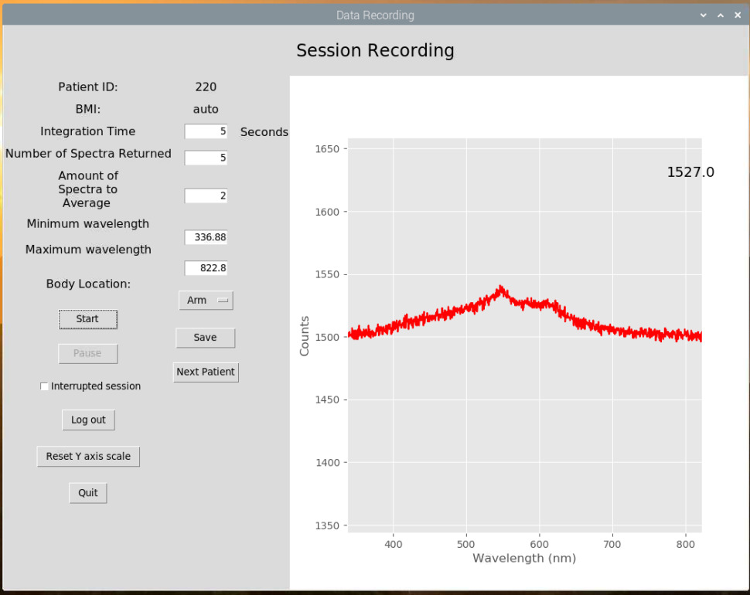 Data Recording
Session Recording
Patient ID: 220
BMI: auto
Integration Time 5 Seconds
Number of Spectra Returned 5
Amount of
Spectra to
Average
2
Minimum wavelength
336.88
Maximum wavelength
822.8
Body Location:
Arm
Start
Save
Pause
Next Patient
Interrupted session
Log out
Reset Y axis scale
Quit
1650
1527.0
1600
1550
1500
1450
1400
1350
Counts
400 500 600 700 800
Wavelength (nm)